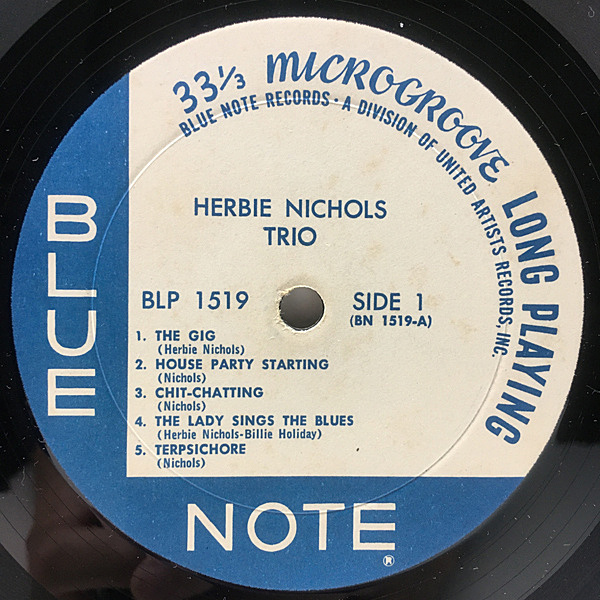 33⅓ MICROGROOVE LONG PLAYING
BLUE NOTE RECORDS · A DIVISION OF UNITED ARTISTS RECORDS, INC.
HERBIE NICHOLS
TRIO
BLP 1519
SIDE 1
(BN 1519-A)
1. THE GIG
(Herbie Nichols)
2. HOUSE PARTY STARTING
(Nichols)
3. CHIT-CHATTING
(Nichols)
4. THE LADY SINGS THE BLUES
(Herbie Nichols-Billie Holiday)
5. TERPSICHORE
(Nichols)
BLUE
NOTE
®